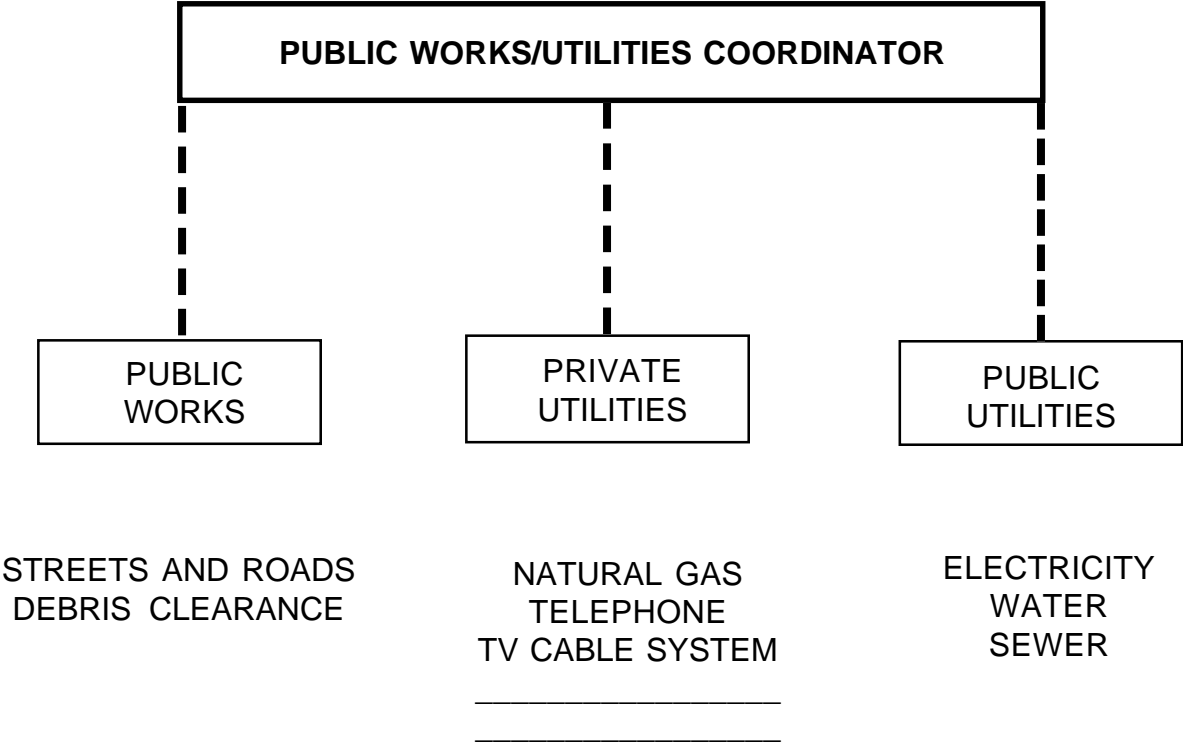 PUBLIC WORKS/UTILITIES COORDINATOR
PUBLIC
WORKS
PRIVATE
UTILITIES
PUBLIC
UTILITIES
STREETS AND ROADS
DEBRIS CLEARANCE
NATURAL GAS
TELEPHONE
TV CABLE SYSTEM
ELECTRICITY
WATER
SEWER